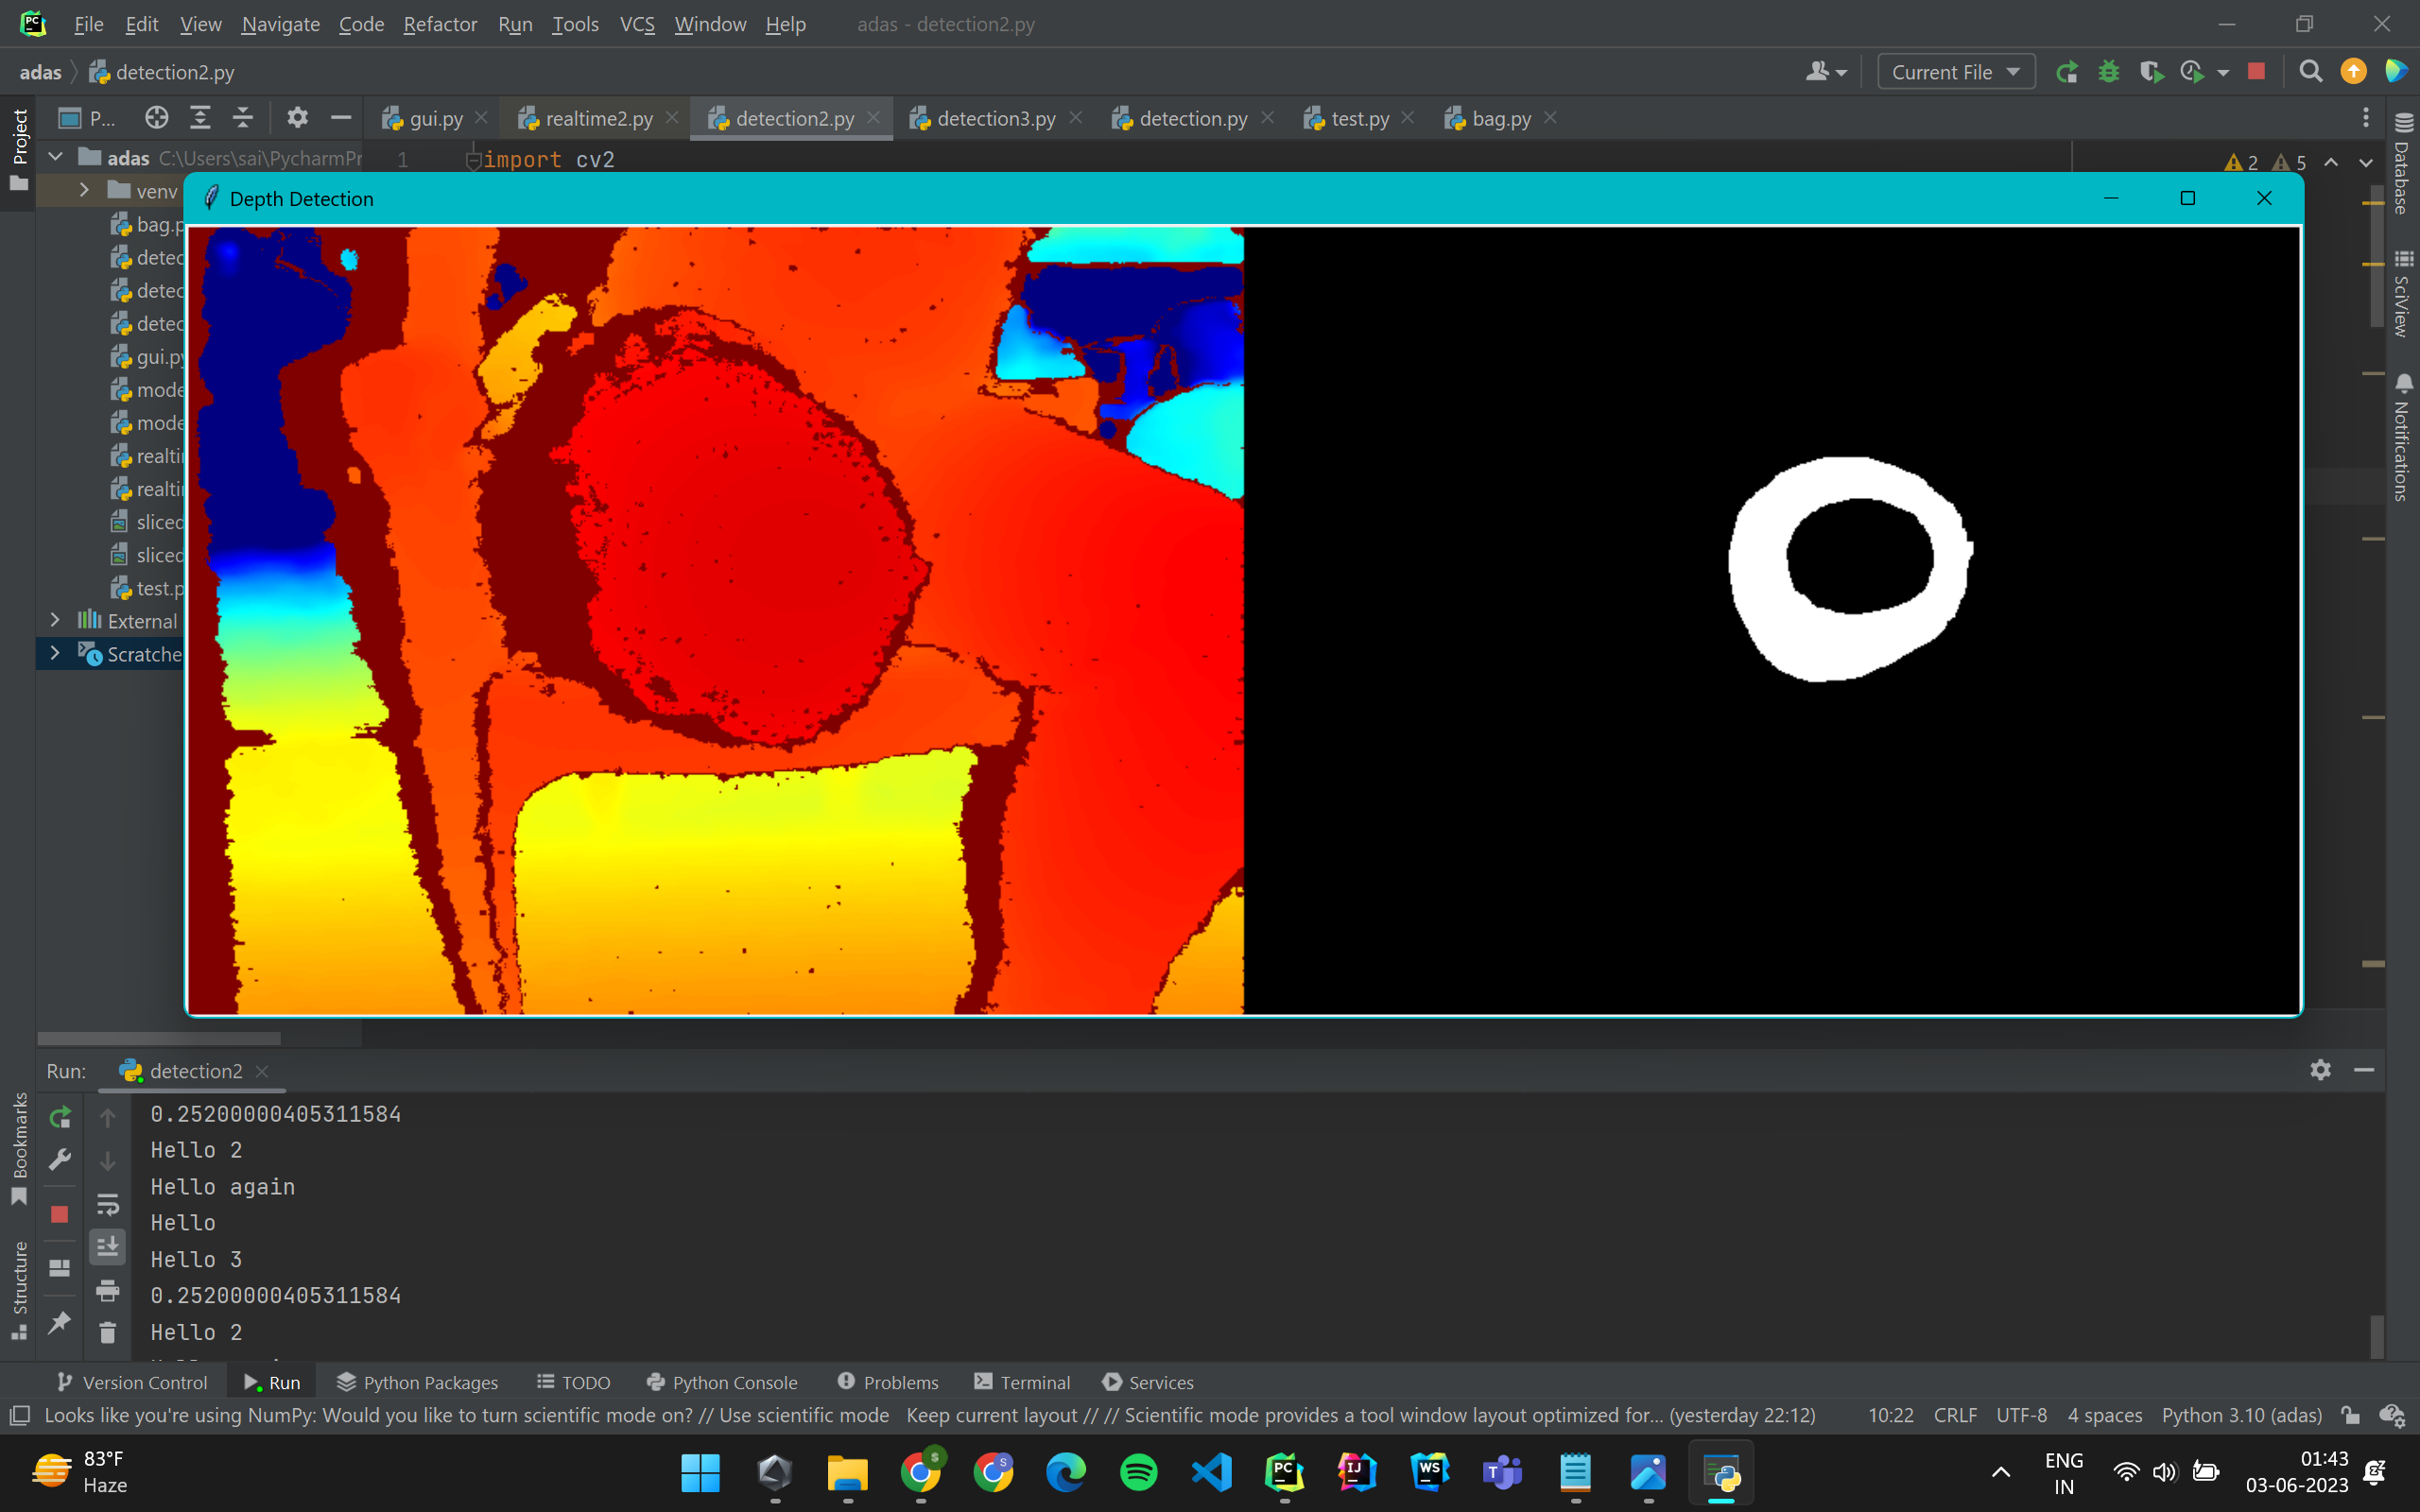 PC File Edit View Navigate Code Refactor Run Tools VCS Window Help adas - detection2.py
adas detection2.py Current File
Project P... gui.py realtime2.py detection2.py detection3.py detection.py test.py bag.py
adas C:\Users\sai\PycharmPr
venv
bag.p
detec
detec
detec
gui.py
mode
mode
realti
realti
sliced
sliced
test.p
External
Scratche
1 import cv2
2 5
Depth Detection
Database
SciView
Notifications
Bookmarks
Structure
Run: detection2
0.25200000405311584
Hello 2
Hello again
Hello
Hello 3
0.25200000405311584
Hello 2
Version Control Run Python Packages TODO Python Console Problems Terminal Services
Looks like you're using NumPy: Would you like to turn scientific mode on? // Use scientific mode Keep current layout // // Scientific mode provides a tool window layout optimized for... (yesterday 22:12) 10:22 CRLF UTF-8 4 spaces Python 3.10 (adas)
83°F
Haze
S S PC IJ WS T
ENG
IN
01:43
03-06-2023